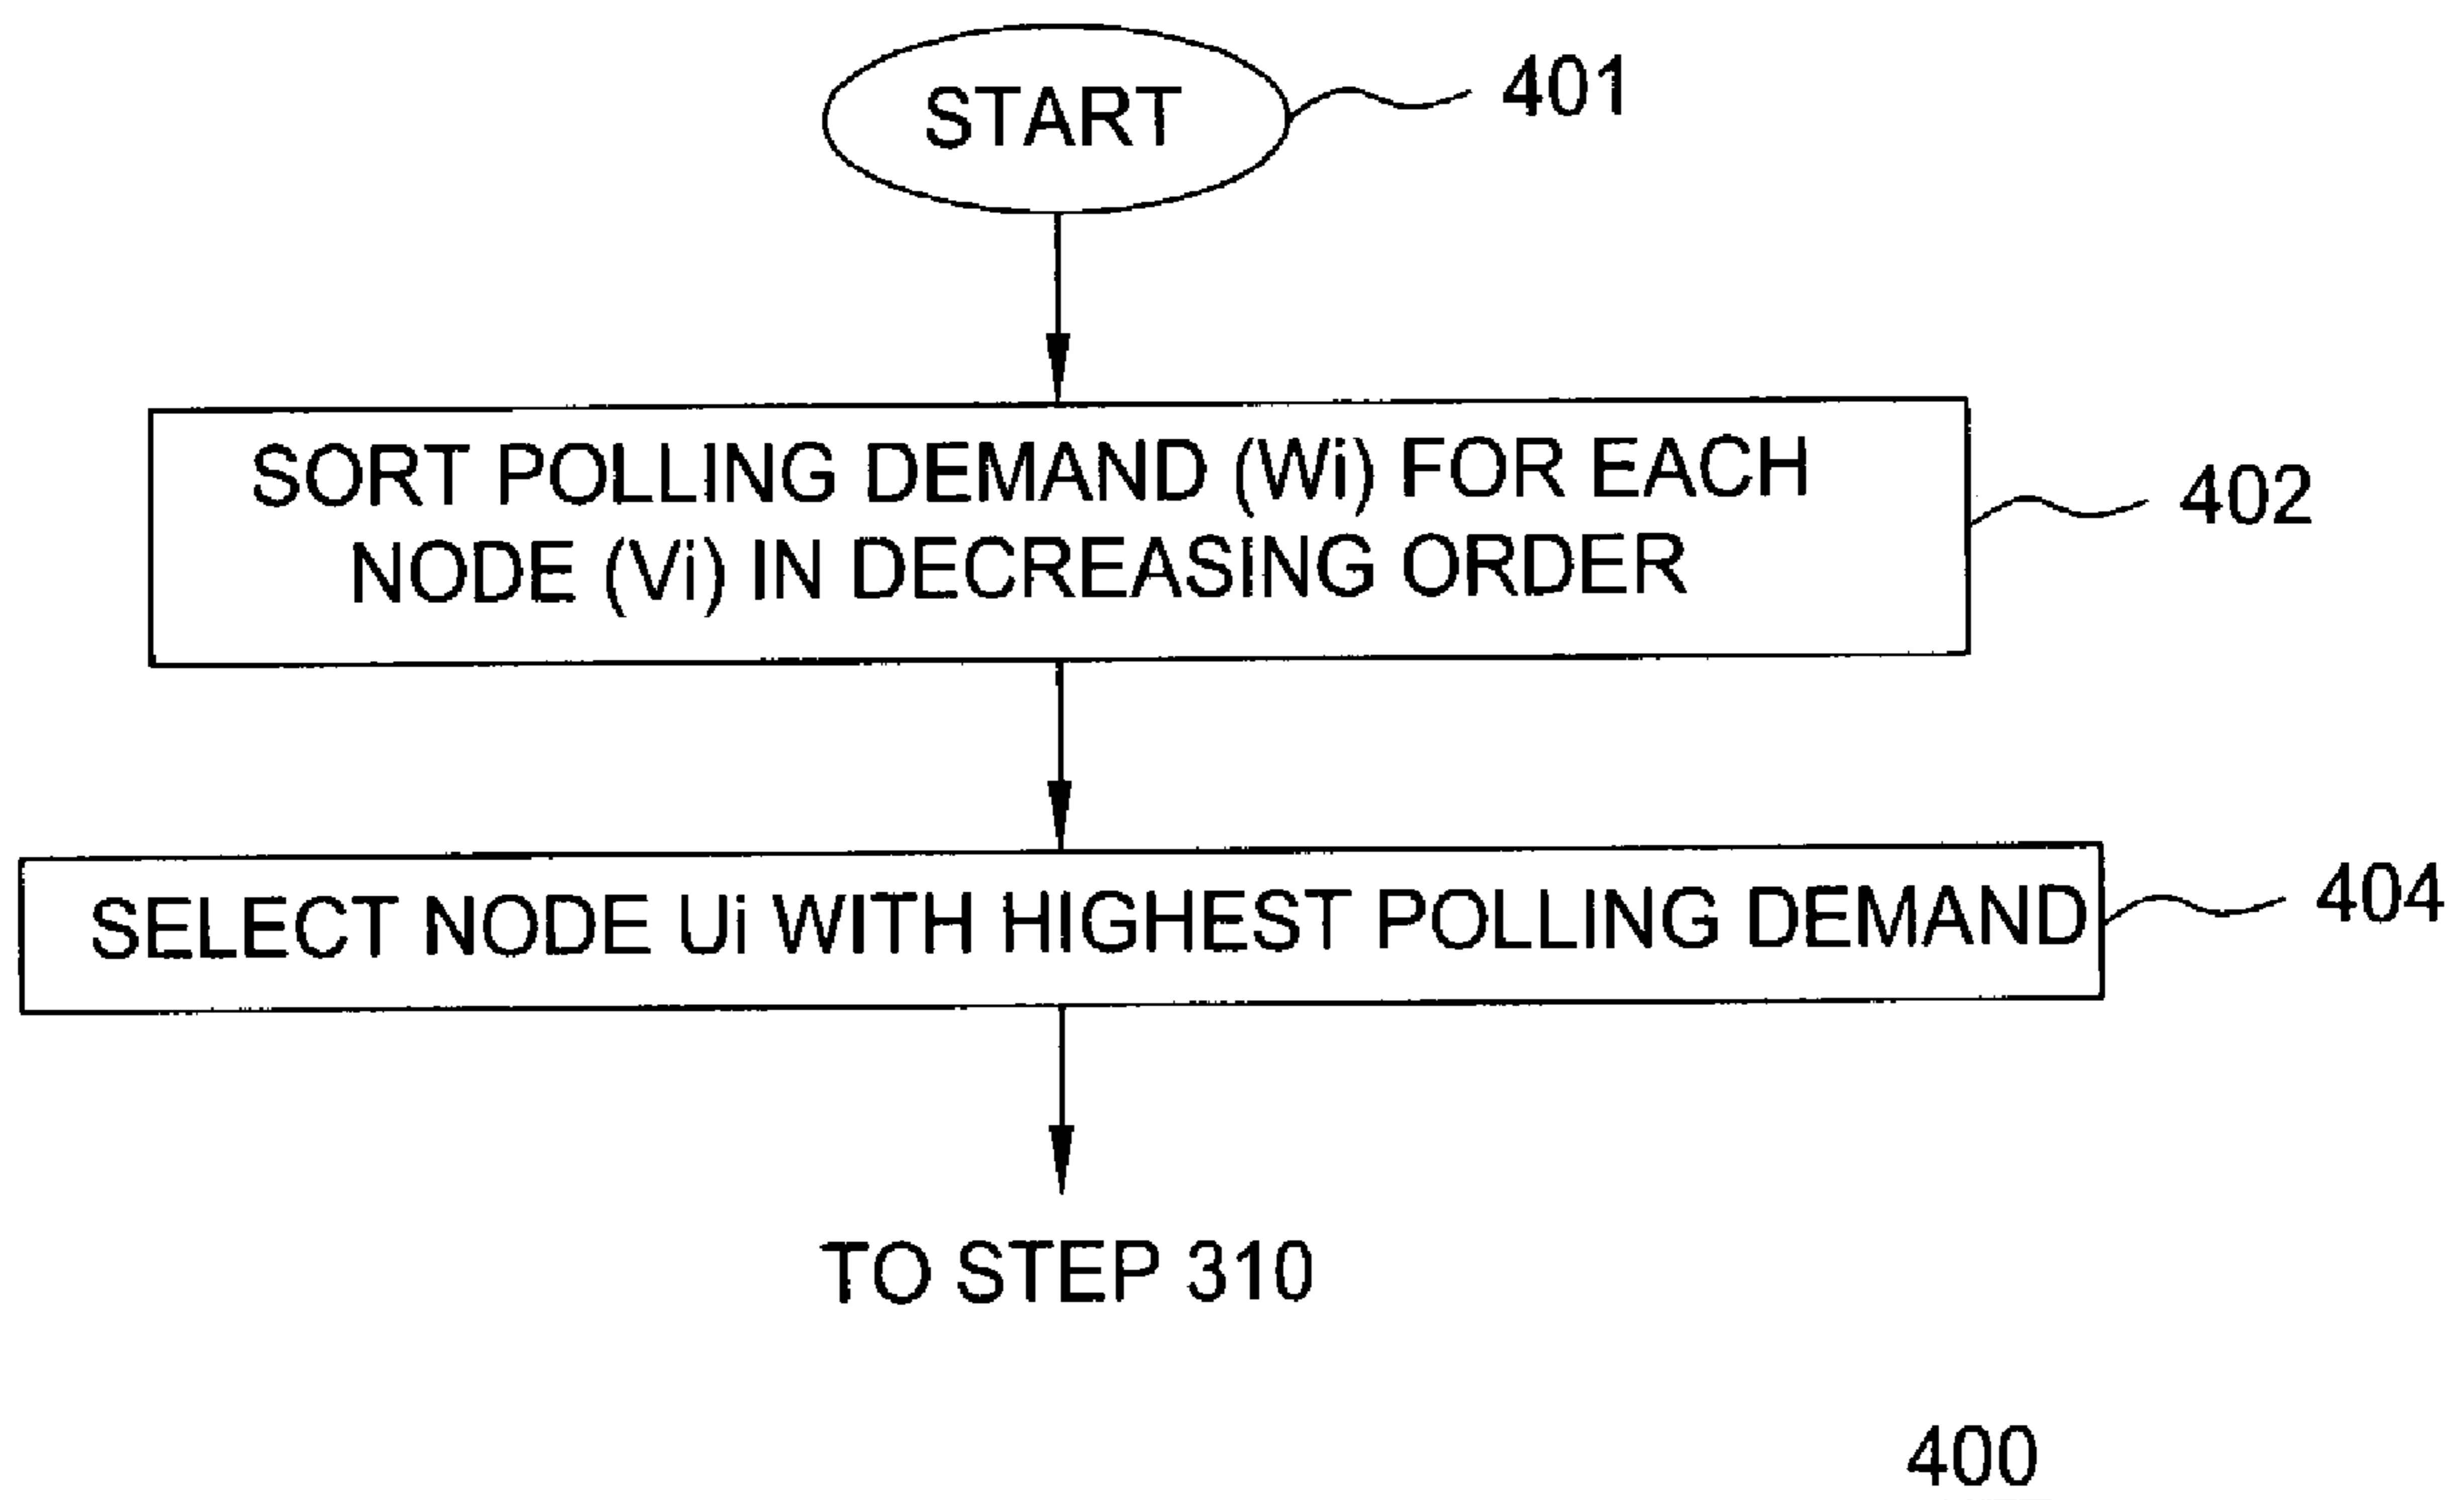 START
401
SORT POLLING DEMAND (Wi) FOR EACH
NODE (Vi) IN DECREASING ORDER
402
SELECT NODE Ui WITH HIGHEST POLLING DEMAND
404
TO STEP 310
400